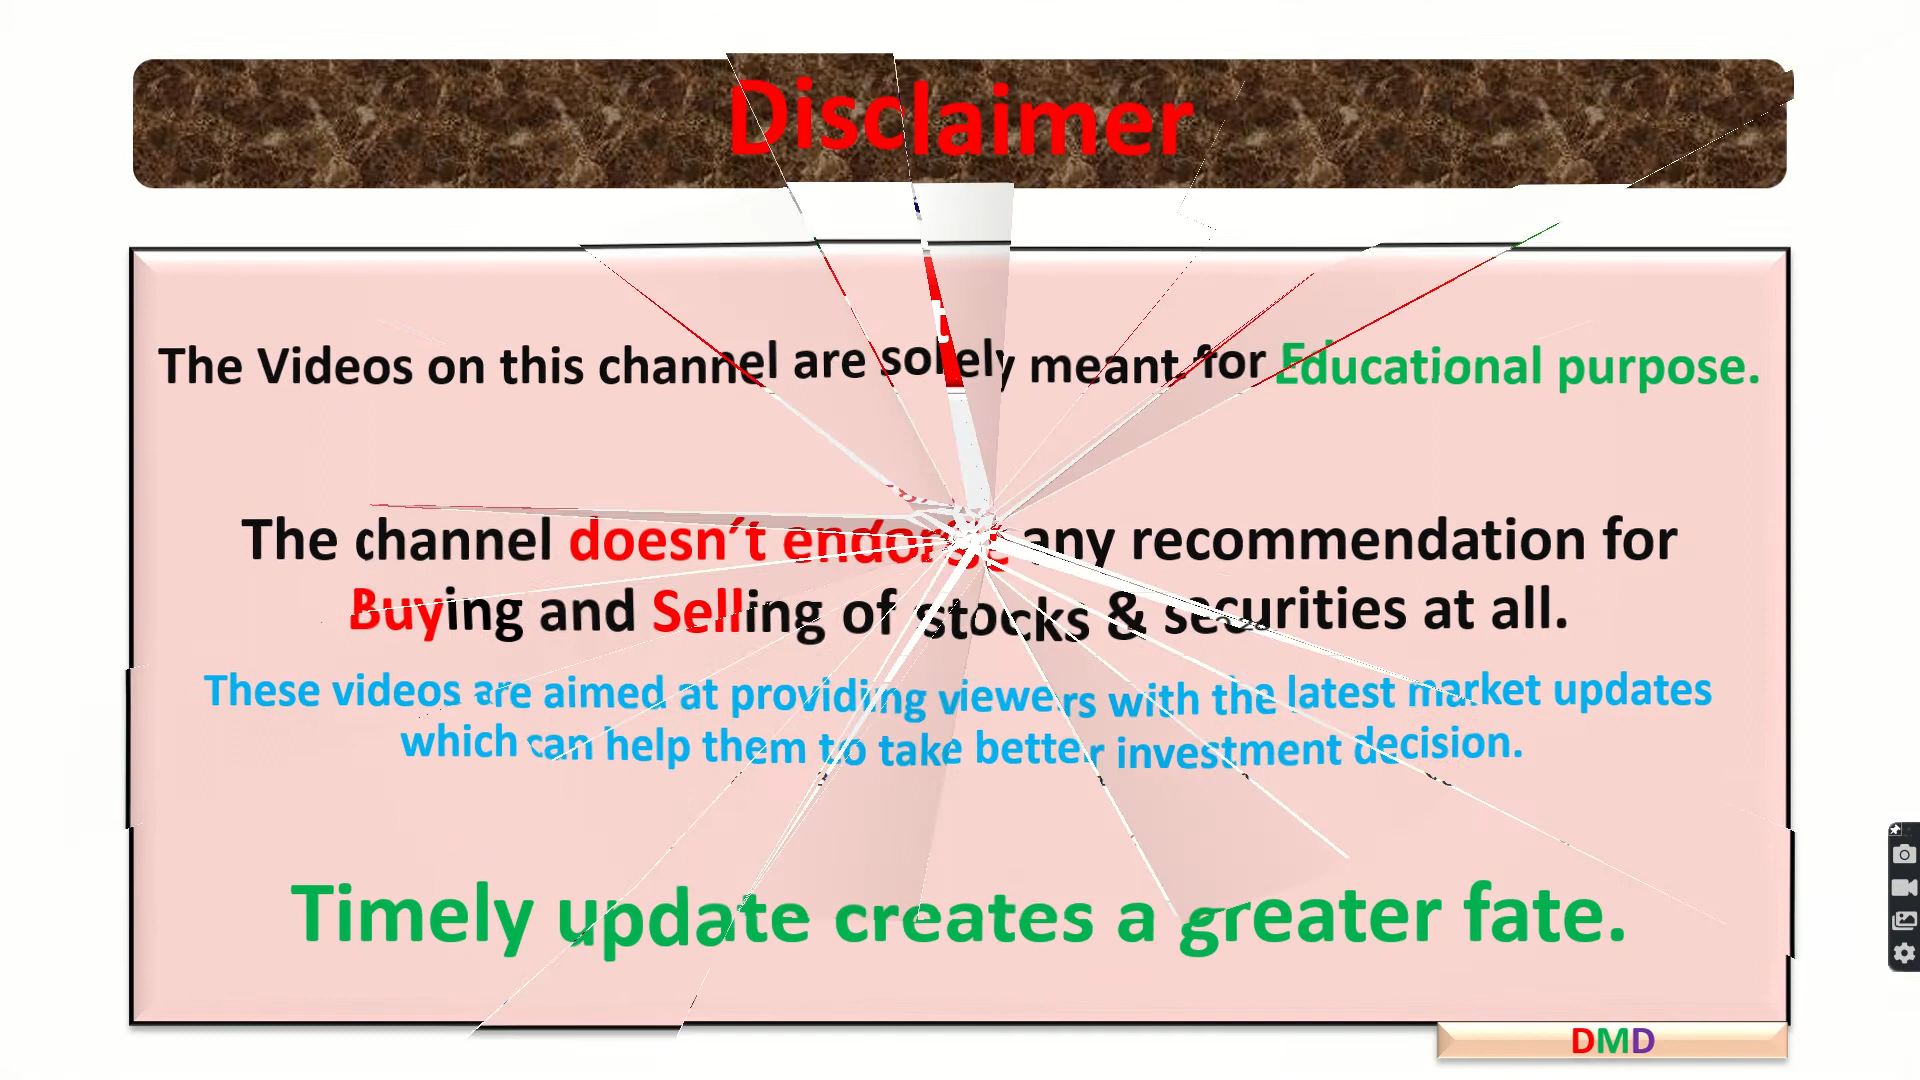 Disclaimer
The Videos on this channel are solely meant for Educational purpose.
The channel doesn't endorse any recommendation for
Buying and Selling of stocks & securities at all.
These videos are aimed at providing viewers with the latest market updates
which can help them to take better investment decision.
Timely update creates a greater fate.
DMD